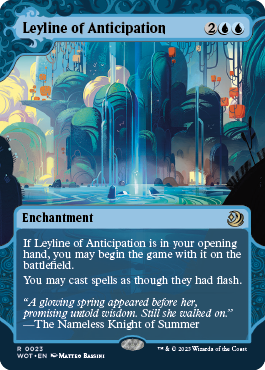 Leyline of Anticipation 2
Enchantment
If Leyline of Anticipation is in your opening
hand, you may begin the game with it on the
battlefield.
You may cast spells as though they had flash.
“A glowing spring appeared before her,
promising untold wisdom. Still she walked on.”
—The Nameless Knight of Summer
R 0023
WOT • EN Matteo Bassini
™ & © 2023 Wizards of the Coast